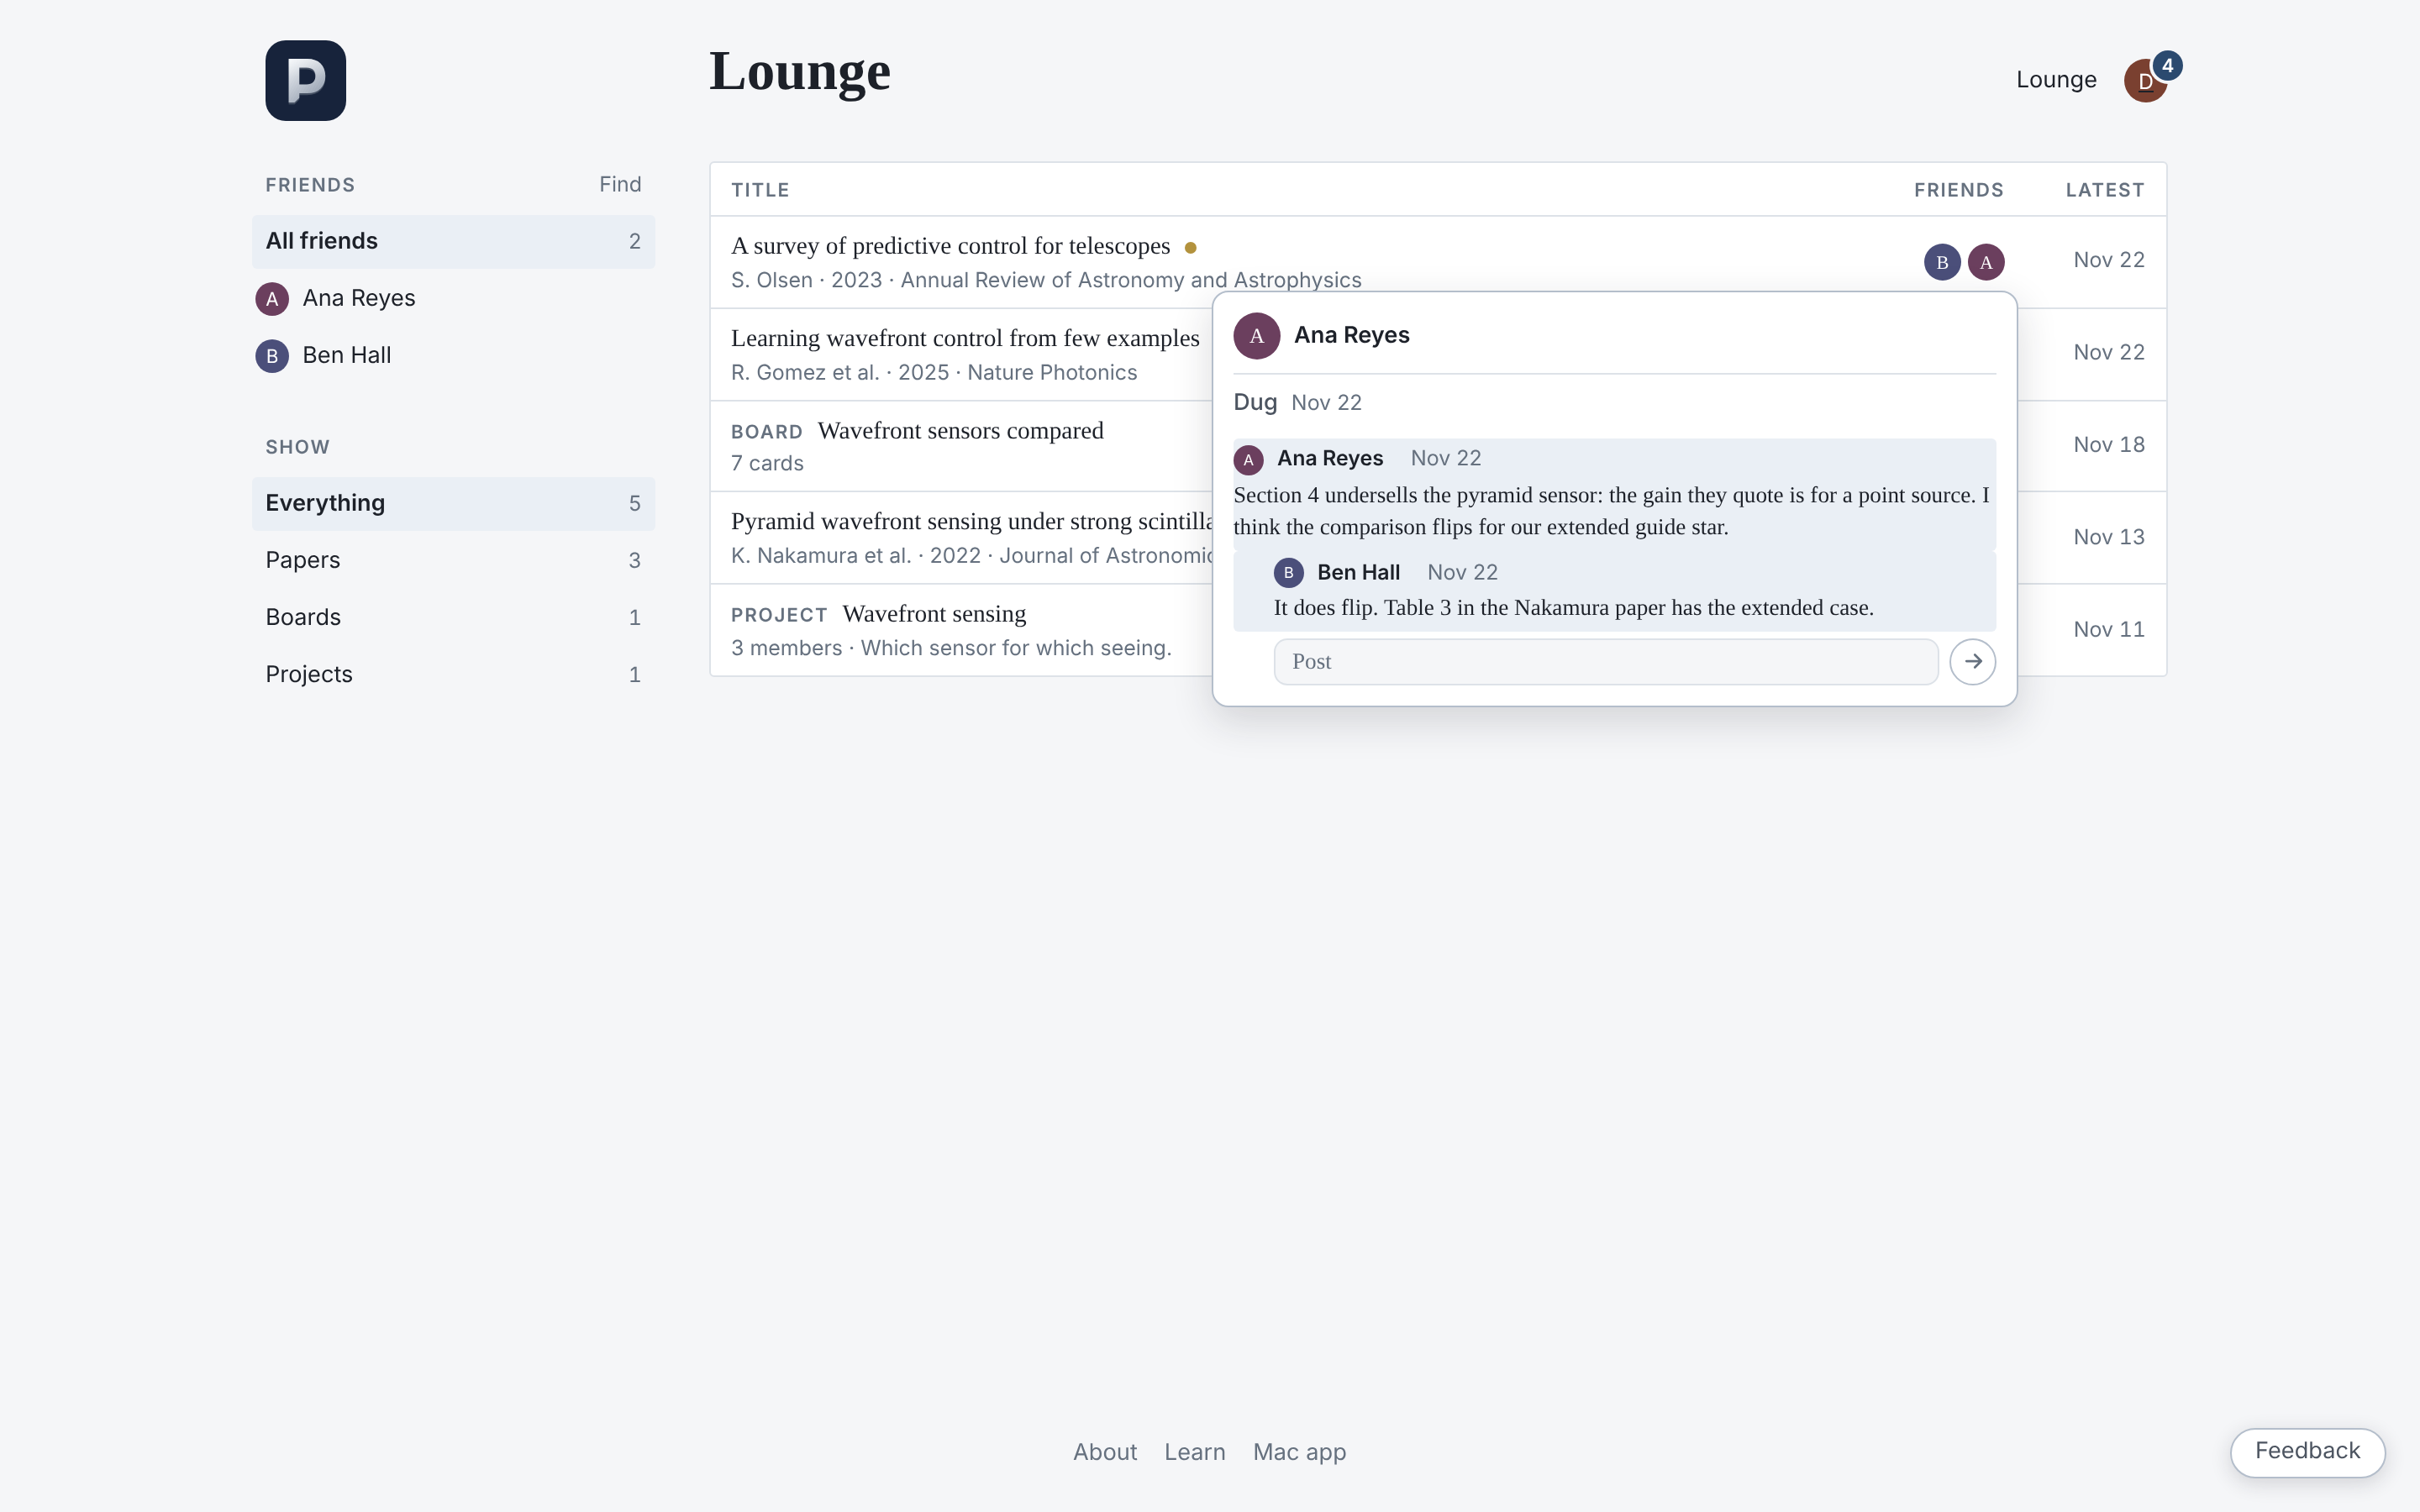 P
Lounge
Lounge
D
4
FRIENDS
Find
All friends
2
A
Ana Reyes
B
Ben Hall
SHOW
Everything
5
Papers
3
Boards
1
Projects
1
TITLE
FRIENDS
LATEST
A survey of predictive control for telescopes
S. Olsen · 2023 · Annual Review of Astronomy and Astrophysics
B
A
Nov 22
Learning wavefront control from few examples
R. Gomez et al. · 2025 · Nature Photonics
Nov 22
BOARD Wavefront sensors compared
7 cards
Nov 18
Pyramid wavefront sensing under strong
K. Nakamura et al. · 2022 · Journal of
Nov 13
PROJECT Wavefront sensing
3 members · Which sensor for which seeing.
Nov 11
A
Ana Reyes
Dug Nov 22
A
Ana Reyes Nov 22
Section 4 undersells the pyramid sensor: the gain they quote is for a point source. I
think the comparison flips for our extended guide star.
B
Ben Hall Nov 22
It does flip. Table 3 in the Nakamura paper has the extended case.
Post
About Learn Mac app
Feedback